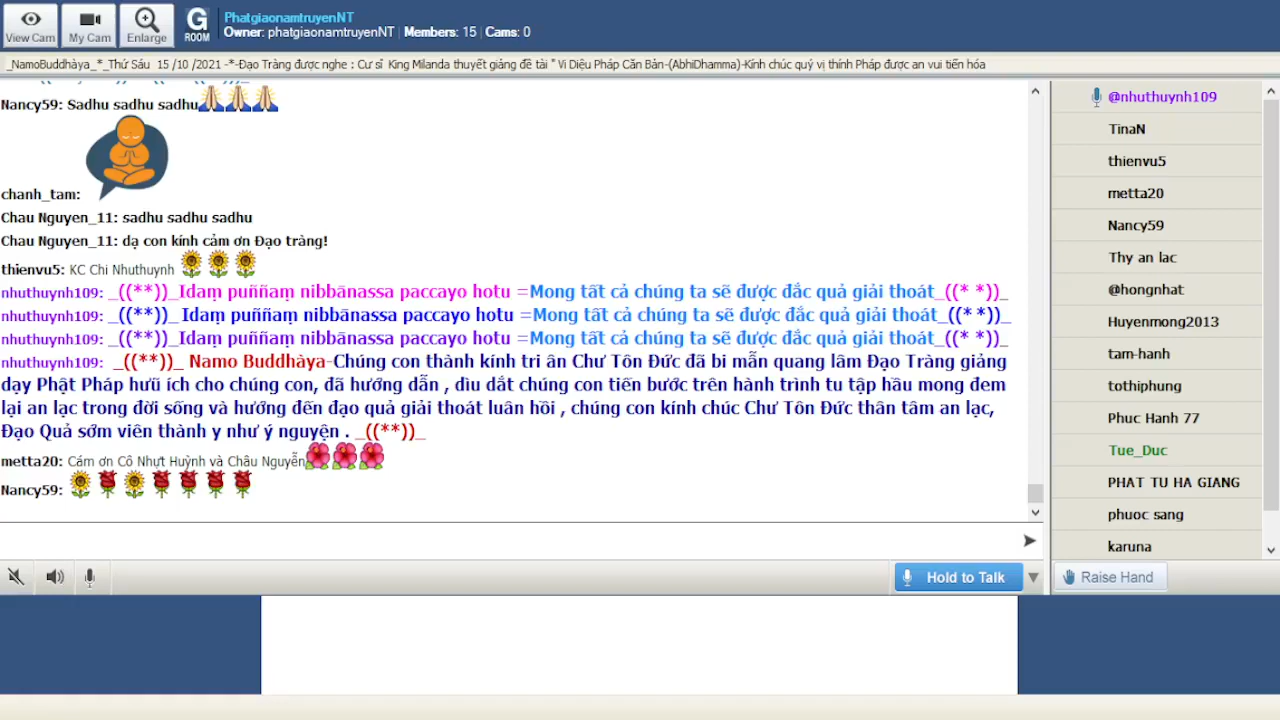 View Cam
My Cam
Enlarge
G
ROOM
PhatgiaonamtruyenNT
Owner: phatgiaonamtruyenNT | Members: 15 | Cams: 0
_NamoBuddhàya_*_Thứ Sáu 15 /10 /2021 -*-Đạo Tràng được nghe : Cư sĩ King Milanda thuyết giảng đề tài " Vi Diệu Pháp Căn Bản-(AbhiDhamma)-Kính chúc quý vị thính Pháp được an vui tiến hóa
Nancy59: Sadhu sadhu sadhu
chanh_tam:
Chau Nguyen_11: sadhu sadhu sadhu
Chau Nguyen_11: dạ con kính cảm ơn Đạo tràng!
thienvu5: KC Chi Nhuthuynh
nhuthuynh109: _((**))_Idaṃ puññaṃ nibbānassa paccayo hotu =Mong tất cả chúng ta sẽ được đắc quả giải thoát_((* *))_
nhuthuynh109: _((**))_ Idaṃ puññaṃ nibbānassa paccayo hotu =Mong tất cả chúng ta sẽ được đắc quả giải thoát_((* *))_
nhuthuynh109: _((**))_Idaṃ puññaṃ nibbānassa paccayo hotu =Mong tất cả chúng ta sẽ được đắc quả giải thoát_((* *))_
nhuthuynh109: _((**))_ Namo Buddhàya-Chúng con thành kính tri ân Chư Tôn Đức đã bi mẫn quang lâm Đạo Tràng giảng
dạy Phật Pháp hưũ ích cho chúng con, đã hướng dẫn , dìu dắt chúng con tiến bước trên hành trình tu tập hầu mong đem
lại an lạc trong đời sống và hướng đến đạo quả giải thoát luân hồi , chúng con kính chúc Chư Tôn Đức thân tâm an lạc,
Đạo Quả sớm viên thành y như ý nguyện . _((**))_
metta20: Cám ơn Cô Nhựt Huỳnh và Châu Nguyễn
Nancy59:
Hold to Talk
@nhuthuynh109
TinaN
thienvu5
metta20
Nancy59
Thy an lac
@hongnhat
Huyenmong2013
tam-hanh
tothiphung
Phuc Hanh 77
Tue_Duc
PHAT TU HA GIANG
phuoc sang
karuna
Raise Hand